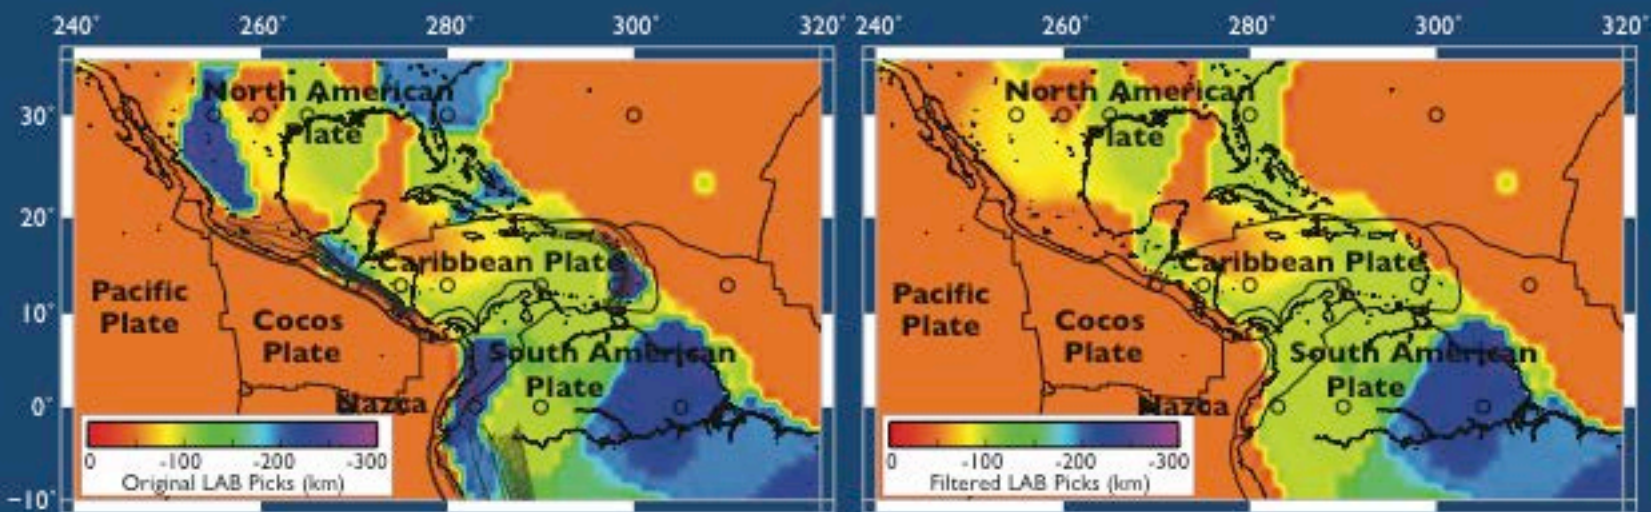 240° 260° 280° 300° 320° 240° 260° 280° 300° 320°
30°
20°
10°
0°
-10°
North American
Plate
Caribbean Plate
Pacific
Plate
Cocos
Plate
South American
Plate
Nazca
0 -100 -200 -300
Original LAB Picks (km)
North American
Plate
Caribbean Plate
Pacific
Plate
Cocos
Plate
South American
Plate
Nazca
0 -100 -200 -300
Filtered LAB Picks (km)